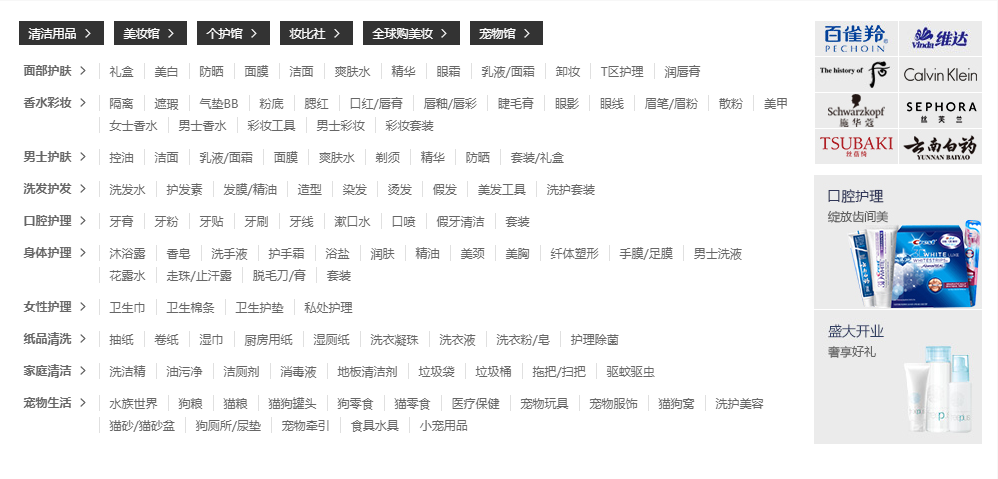 清洁用品 > 美妆馆 > 个护馆 > 妆比社 > 全球购美妆 > 宠物馆 >
面部护肤 > 礼盒 美白 防晒 面膜 洁面 爽肤水 精华 眼霜 乳液/面霜 卸妆 T区护理 润唇膏
香水彩妆 > 隔离 遮瑕 气垫BB 粉底 腮红 口红/唇膏 唇釉/唇彩 睫毛膏 眼影 眼线 眉笔/眉粉 散粉 美甲
女士香水 男士香水 彩妆工具 男士彩妆 彩妆套装
男士护肤 > 控油 洁面 乳液/面霜 面膜 爽肤水 剃须 精华 防晒 套装/礼盒
洗发护发 > 洗发水 护发素 发膜/精油 造型 染发 烫发 假发 美发工具 洗护套装
口腔护理 > 牙膏 牙粉 牙贴 牙刷 牙线 漱口水 口喷 假牙清洁 套装
身体护理 > 沐浴露 香皂 洗手液 护手霜 浴盐 润肤 精油 美颈 美胸 纤体塑形 手膜/足膜 男士洗液
花露水 走珠/止汗露 脱毛刀/膏 套装
女性护理 > 卫生巾 卫生棉条 卫生护垫 私处护理
纸品清洗 > 抽纸 卷纸 湿巾 厨房用纸 湿厕纸 洗衣凝珠 洗衣液 洗衣粉/皂 护理除菌
家庭清洁 > 洗洁精 油污净 洁厕剂 消毒液 地板清洁剂 垃圾袋 垃圾桶 拖把/扫把 驱蚊驱虫
宠物生活 > 水族世界 狗粮 猫粮 猫狗罐头 狗零食 猫零食 医疗保健 宠物玩具 宠物服饰 猫狗窝 洗护美容
猫砂/猫砂盆 狗厕所/尿垫 宠物牵引 食具水具 小宠用品
百雀羚®
PECHOIN
Vinda 维达
The history of 后
Calvin Klein
Schwarzkopf
施华蔻
SEPHORA
丝芙兰
TSUBAKI
丝蓓绮
云南白药
YUNNAN BAIYAO
口腔护理
绽放齿间美
Crest
WHITE LUXE
WHITESTRIPS
盛大开业
奢享好礼